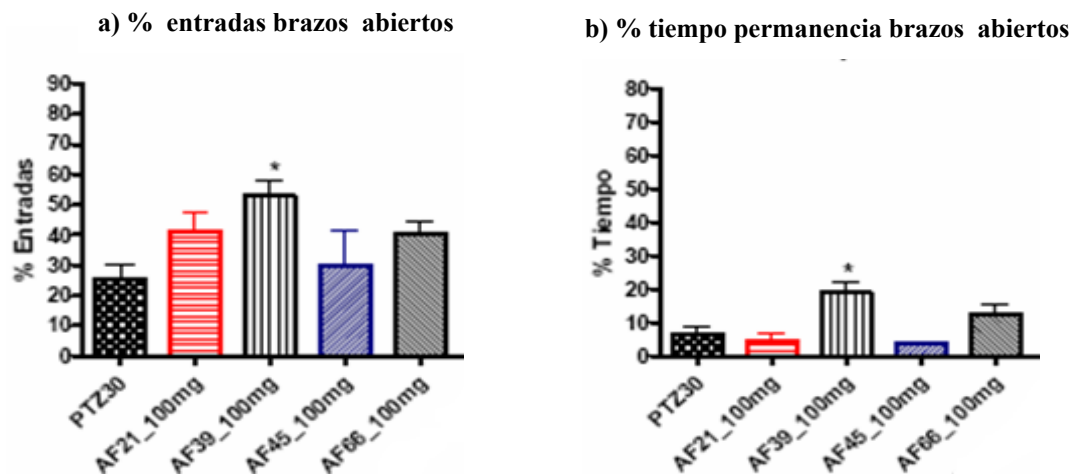 a) % entradas brazos abiertos
% Entradas
90
80
70
60
50
40
30
20
10
0
*
PTZ30
AF21_100mg
AF39_100mg
AF45_100mg
AF66_100mg
b) % tiempo permanencia brazos abiertos
% Tiempo
80
70
60
50
40
30
20
10
0
*
PTZ30
AF21_100mg
AF39_100mg
AF45_100mg
AF66_100mg